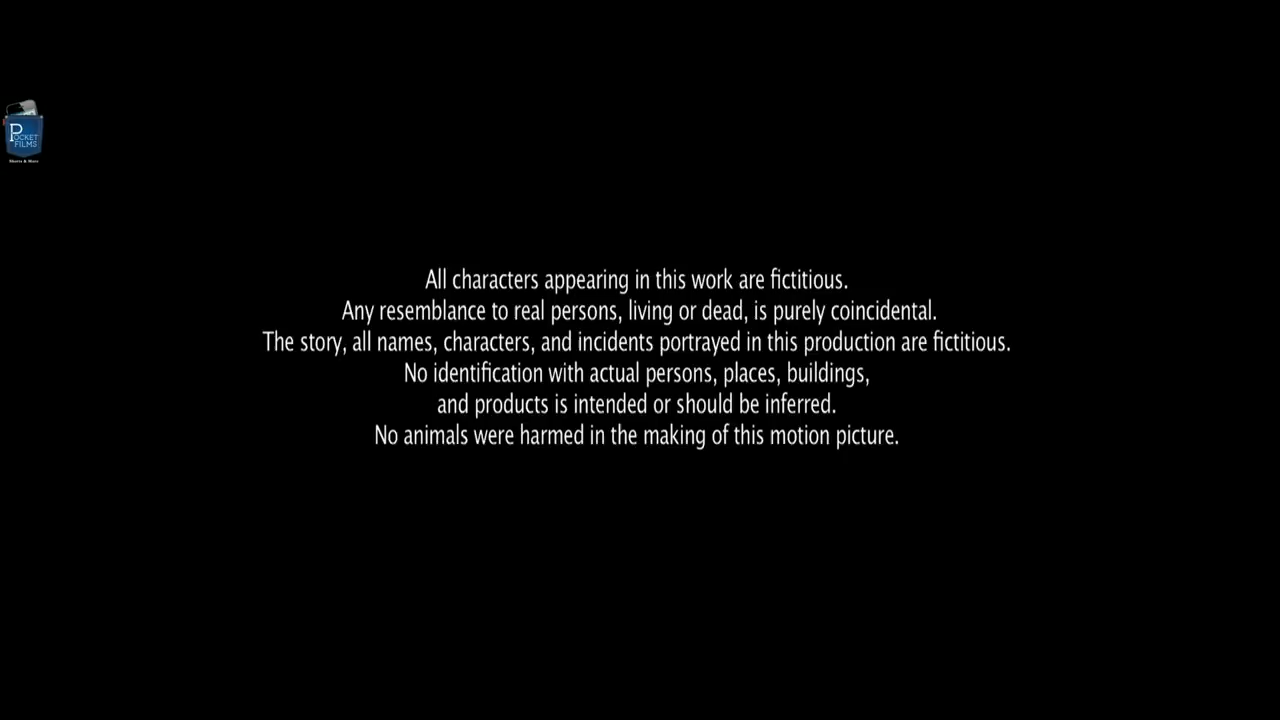 POCKET
FILMS
Shorts & More
All characters appearing in this work are fictitious.
Any resemblance to real persons, living or dead, is purely coincidental.
The story, all names, characters, and incidents portrayed in this production are fictitious.
No identification with actual persons, places, buildings,
and products is intended or should be inferred.
No animals were harmed in the making of this motion picture.